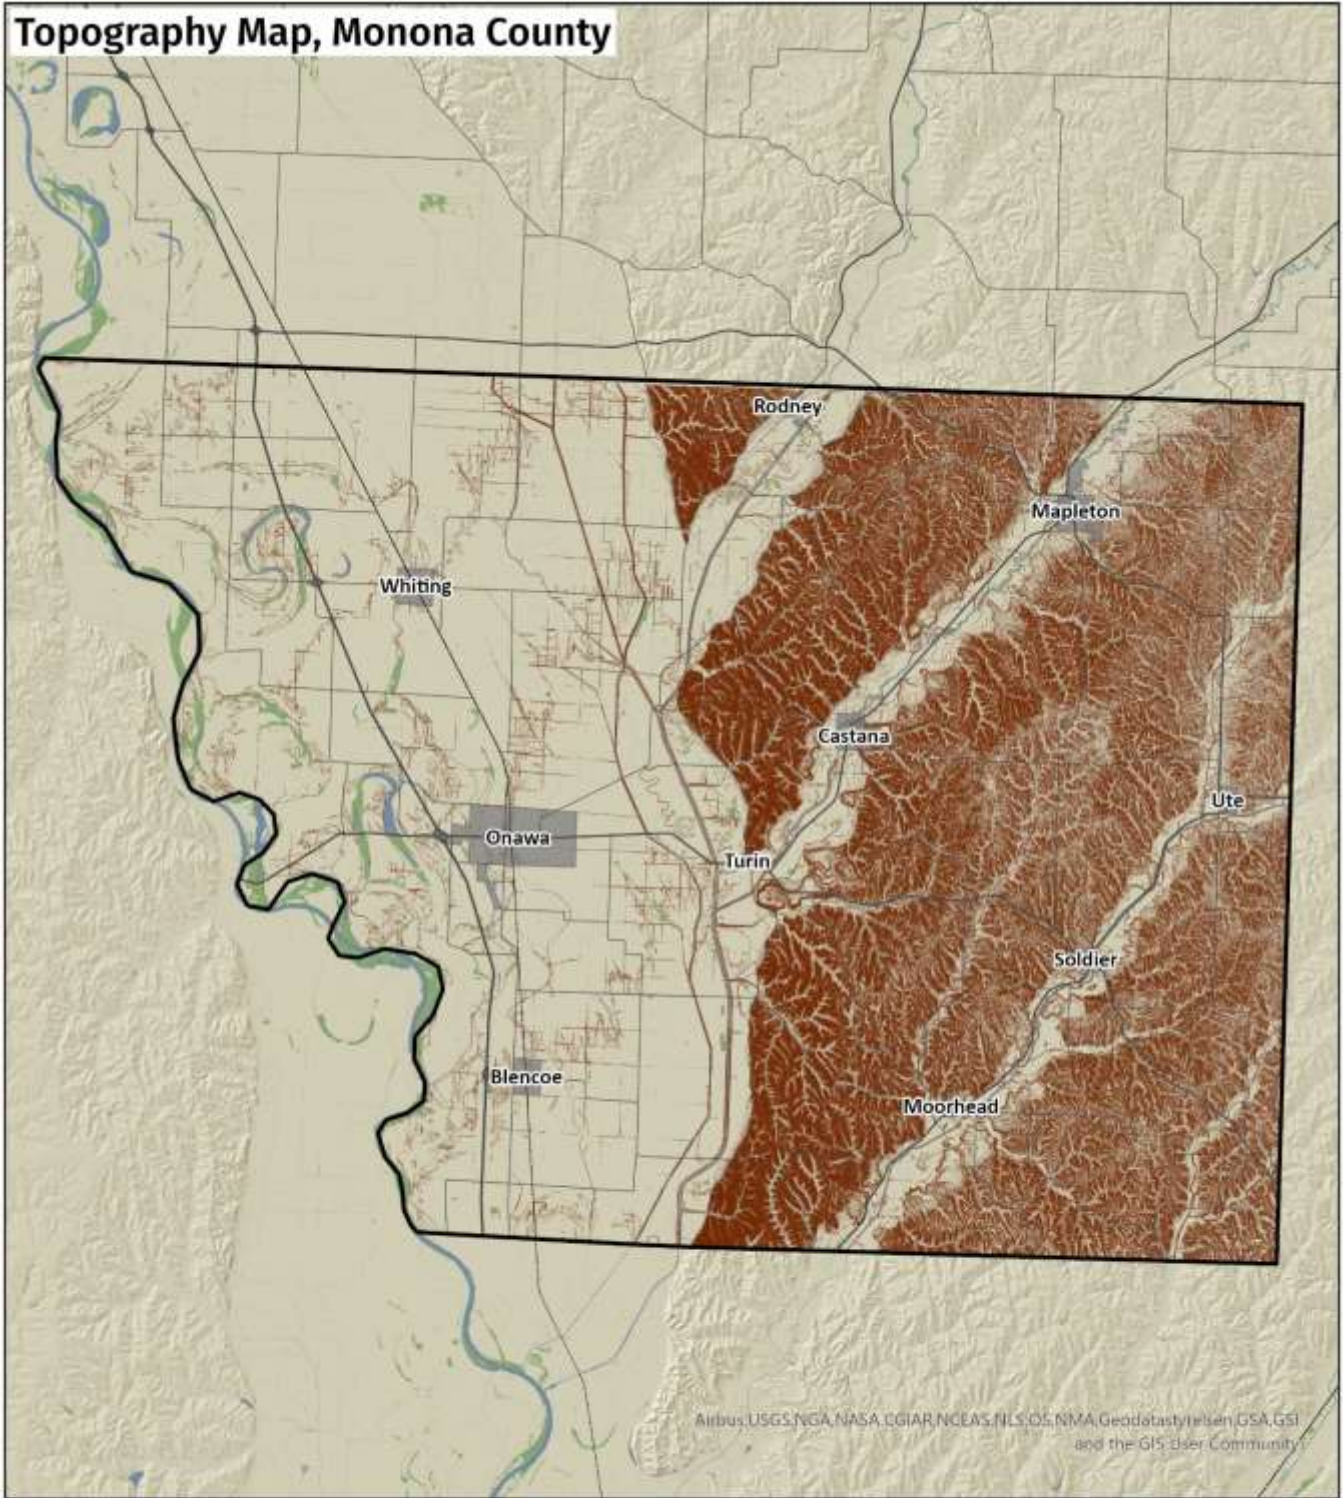 Topography Map, Monona County
Rodney
Mapleton
Whiting
Castana
Ute
Onawa
Turin
Soldier
Blencoe
Moorhead
Airbus,USGS,NGA,NASA,CGIAR,NCEAS,NLS,OS,NMA,Geodatastyrelsen,GSA,GSI
and the GIS User Community